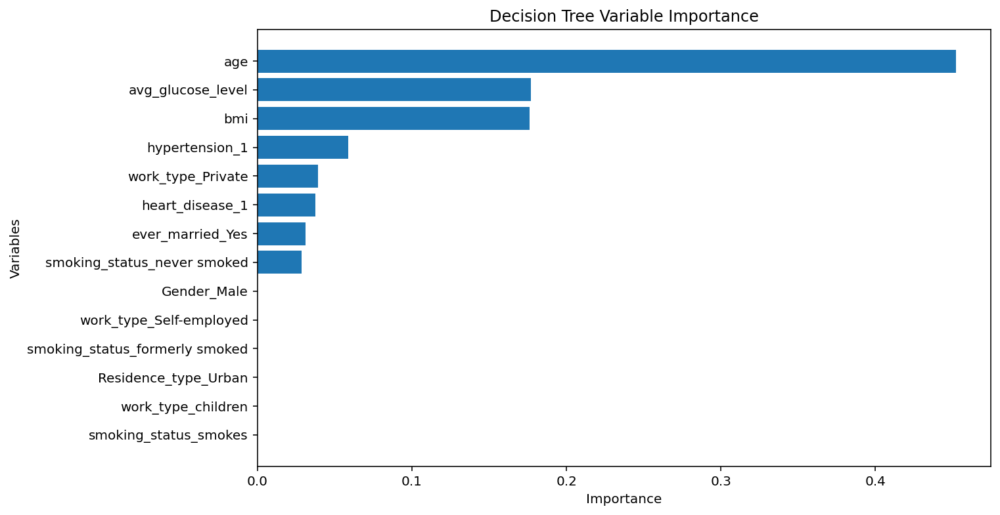 Decision Tree Variable Importance
age
avg_glucose_level
bmi
hypertension_1
work_type_Private
heart_disease_1
ever_married_Yes
smoking_status_never smoked
Gender_Male
work_type_Self-employed
smoking_status_formerly smoked
Residence_type_Urban
work_type_children
smoking_status_smokes
Variables
0.0 0.1 0.2 0.3 0.4
Importance